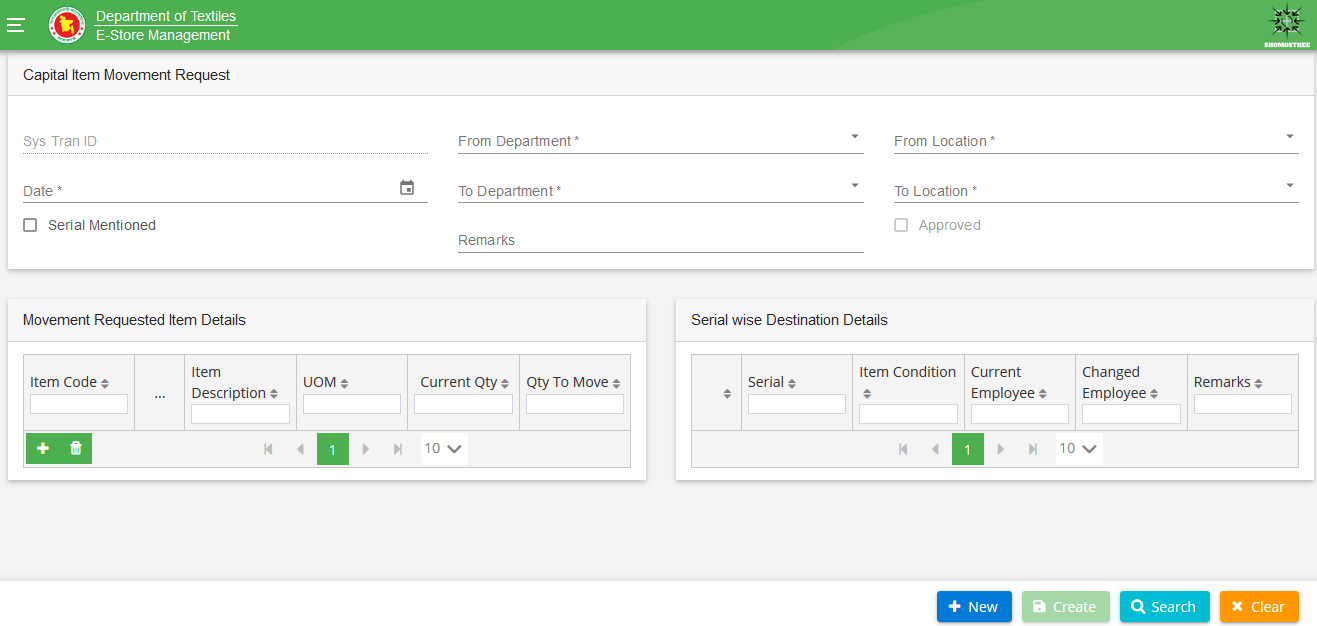 Department of Textiles
E-Store Management
SHOMOSTHEE
Capital Item Movement Request
Sys Tran ID
From Department *
From Location *
Date *
To Department *
To Location *
Serial Mentioned
Approved
Remarks
Movement Requested Item Details
Item Code
...
Item
Description
UOM
Current Qty
Qty To Move
1
10
Serial wise Destination Details
Serial
Item Condition
Current
Employee
Changed
Employee
Remarks
1
10
New
Create
Search
Clear